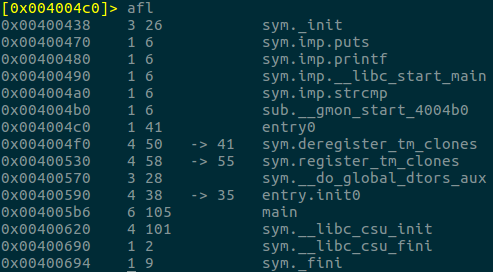 [0x004004c0]> afl
0x00400438 3 26 sym._init
0x00400470 1 6 sym.imp.puts
0x00400480 1 6 sym.imp.printf
0x00400490 1 6 sym.imp.__libc_start_main
0x004004a0 1 6 sym.imp.strcmp
0x004004b0 1 6 sub.__gmon_start_4004b0
0x004004c0 1 41 entry0
0x004004f0 4 50 -> 41 sym.deregister_tm_clones
0x00400530 4 58 -> 55 sym.register_tm_clones
0x00400570 3 28 sym.__do_global_dtors_aux
0x00400590 4 38 -> 35 entry.init0
0x004005b6 6 105 main
0x00400620 4 101 sym.__libc_csu_init
0x00400690 1 2 sym.__libc_csu_fini
0x00400694 1 9 sym._fini